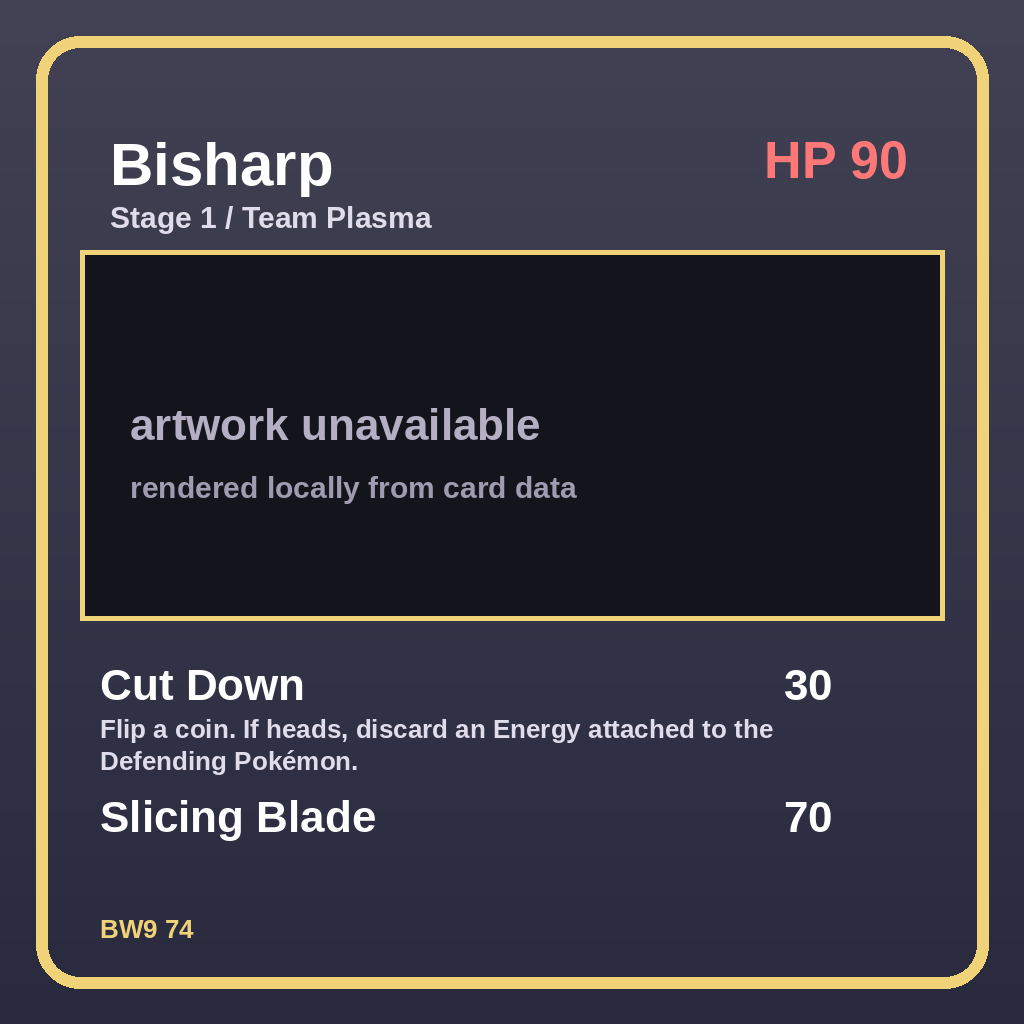 Bisharp
HP 90
Stage 1 / Team Plasma
artwork unavailable
rendered locally from card data
Cut Down 30
Flip a coin. If heads, discard an Energy attached to the
Defending Pokémon.
Slicing Blade 70
BW9 74